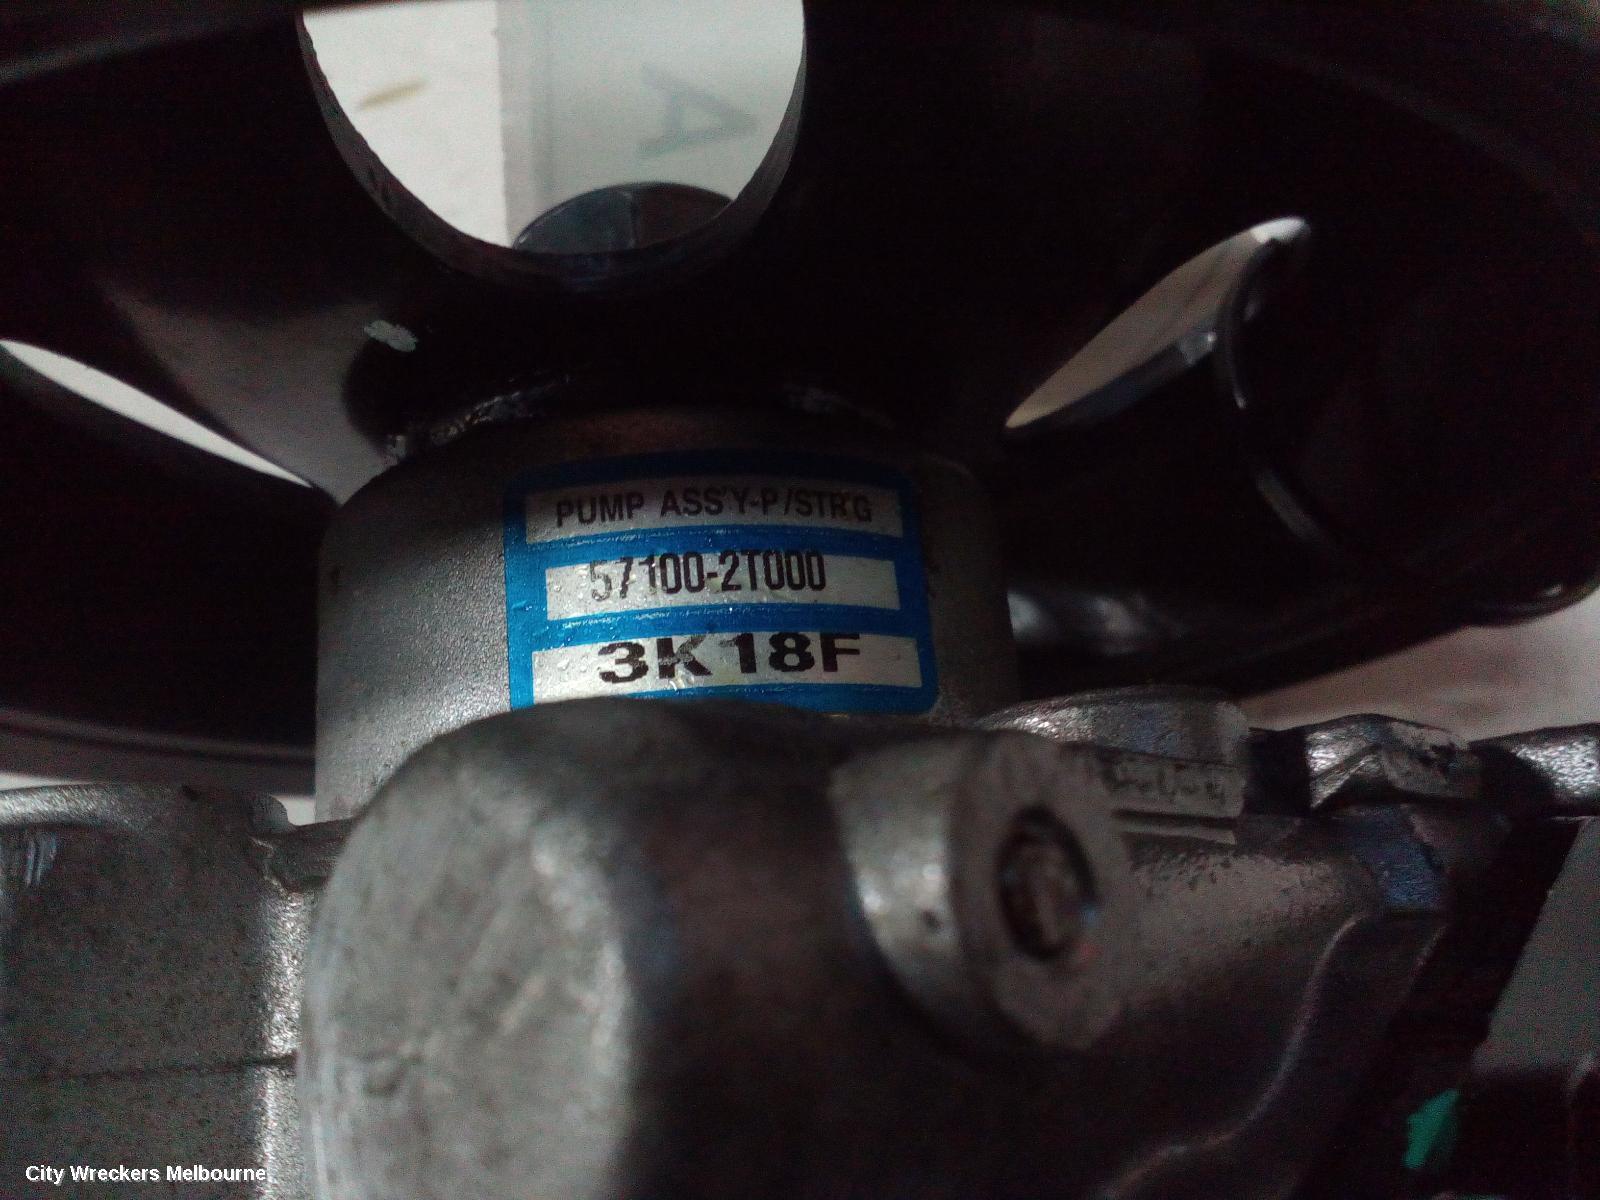 PUMP ASS'Y-P/STR'G
57100-2T000
3K18F
City Wreckers Melbourne